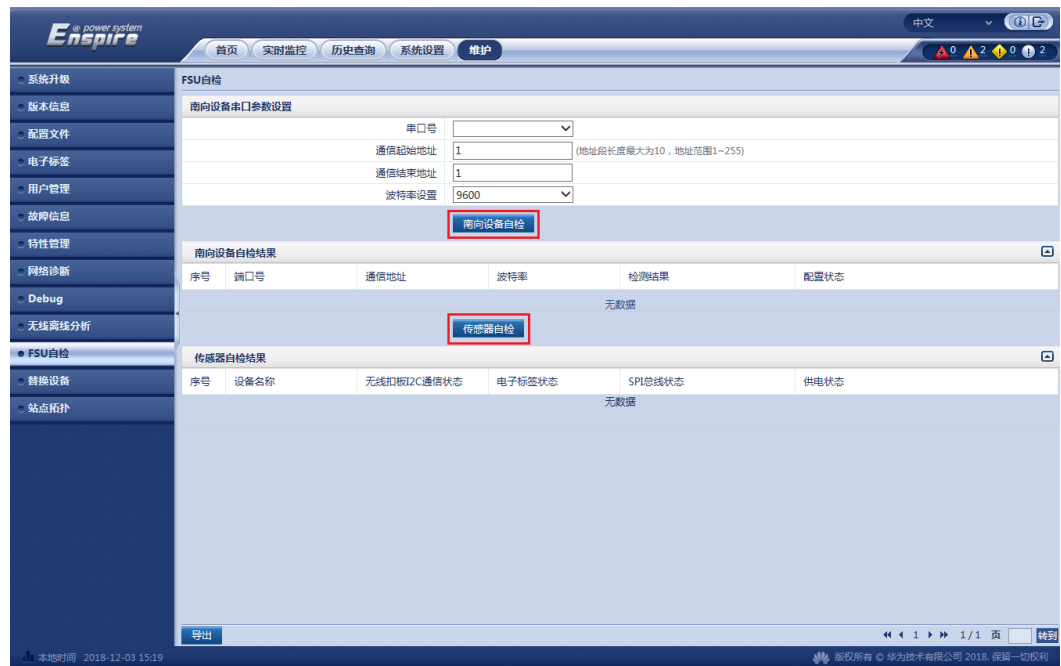 @ power system
Enspire
中文
首页 实时监控 历史查询 系统设置 维护
0 2 0 2
系统升级
版本信息
配置文件
电子标签
用户管理
故障信息
特性管理
网络诊断
Debug
无线离线分析
FSU自检
替换设备
站点拓扑
FSU自检
南向设备串口参数设置
串口号
通信起始地址 1 (地址段长度最大为10，地址范围1~255)
通信结束地址 1
波特率设置 9600
南向设备自检
南向设备自检结果
序号 端口号 通信地址 波特率 检测结果 配置状态
无数据
传感器自检
传感器自检结果
序号 设备名称 无线扣板I2C通信状态 电子标签状态 SPI总线状态 供电状态
无数据
导出 1 1/1 页 转到
本地时间 2018-12-03 15:19 版权所有 © 华为技术有限公司 2018. 保留一切权利